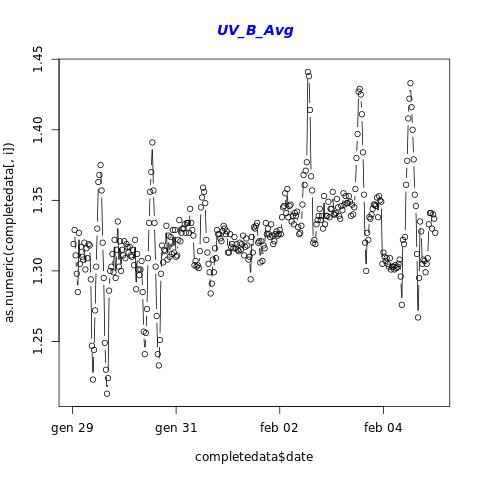 UV_B_Avg
as.numeric(completedata[, i])
1.45
1.40
1.35
1.30
1.25
gen 29
gen 31
feb 02
feb 04
completedata$date